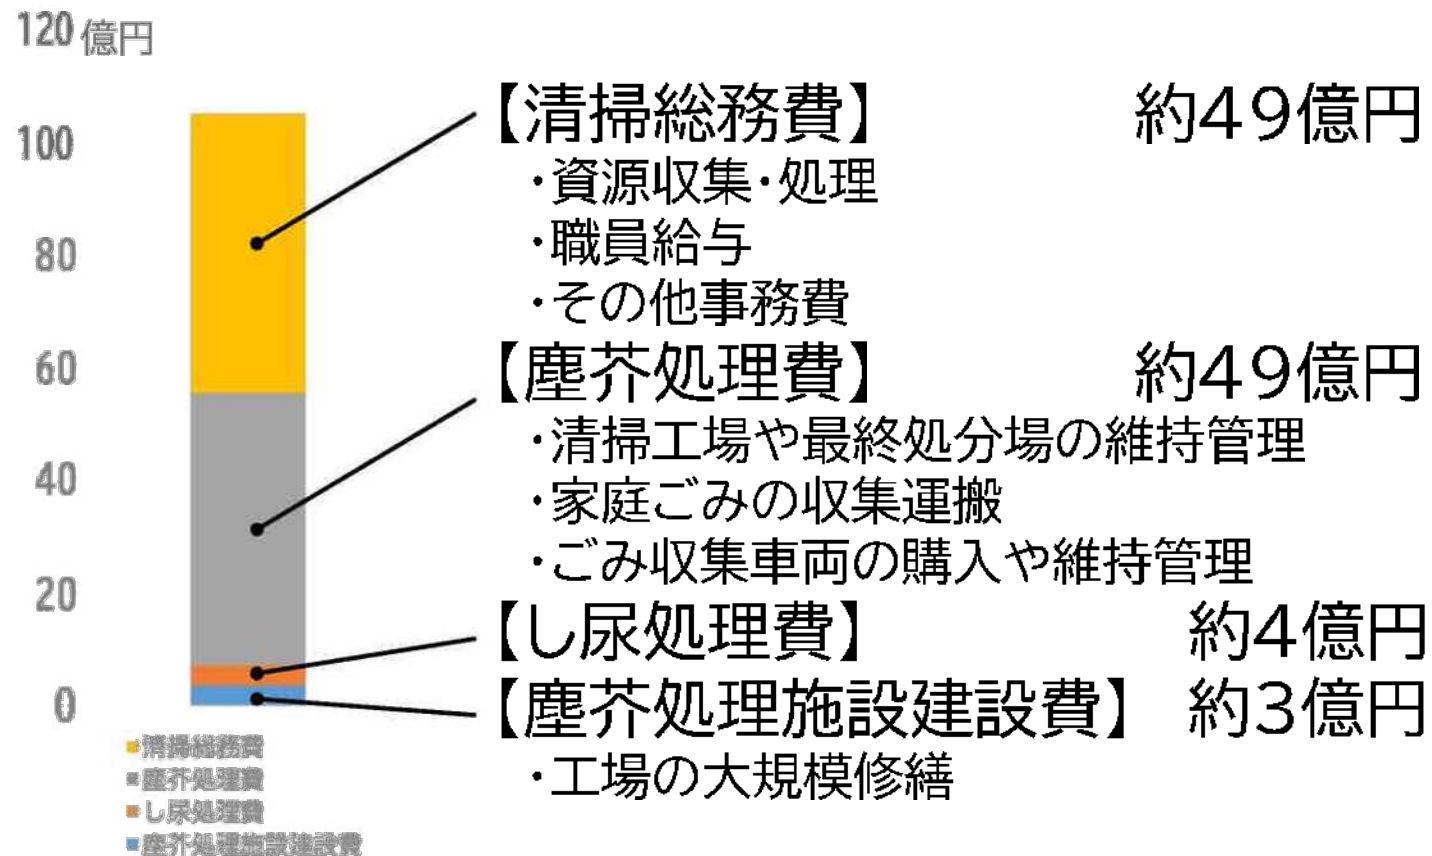 120億円
100
80
60
40
20
0
【清掃総務費】 約49億円
・資源収集・処理
・職員給与
・その他事務費
【塵芥処理費】 約49億円
・清掃工場や最終処分場の維持管理
・家庭ごみの収集運搬
・ごみ収集車両の購入や維持管理
【し尿処理費】 約4億円
【塵芥処理施設建設費】 約3億円
・工場の大規模修繕
清掃総務費
塵芥処理費
し尿処理費
塵芥処理施設建設費